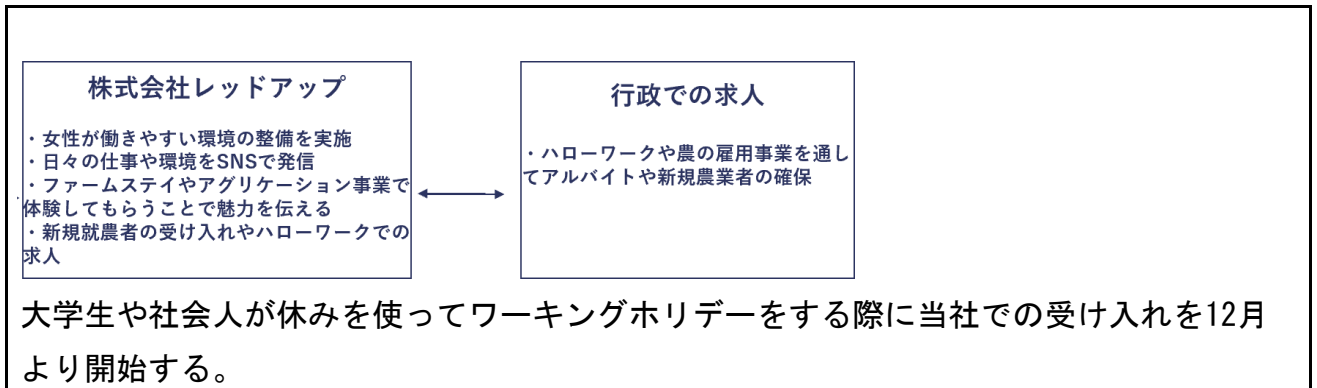 株式会社レッドアップ
・女性が働きやすい環境の整備を実施
・日々の仕事や環境をSNSで発信
・ファームステイやアグリケーション事業で
体験してもらうことで魅力を伝える
・新規就農者の受け入れやハローワークでの
求人
行政での求人
・ハローワークや農の雇用事業を通し
てアルバイトや新規農業者の確保
大学生や社会人が休みを使ってワーキングホリデーをする際に当社での受け入れを12月
より開始する。